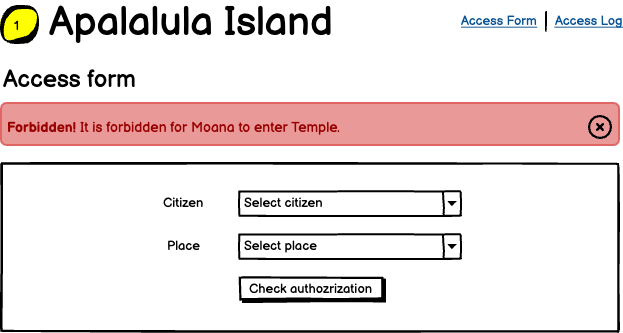 1
Apalalula Island
Access Form | Access Log
Access form
Forbidden! It is forbidden for Moana to enter Temple.
Citizen
Select citizen
Place
Select place
Check authozrization